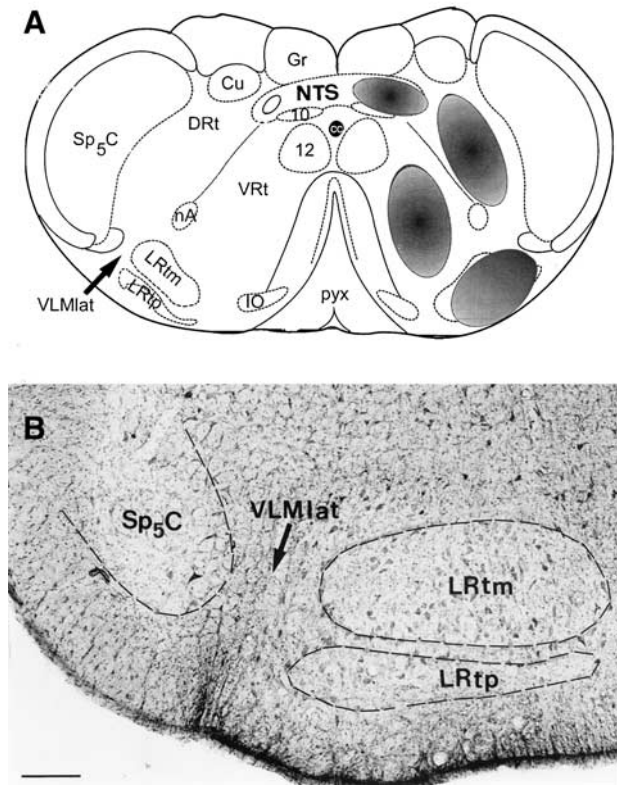 A
Gr
Cu
NTS
10
cc
Sp5C
DRt
12
VRt
nA
LRtm
LRtp
VLMlat
IO
pyx
B
Sp5C
VLMlat
LRtm
LRtp